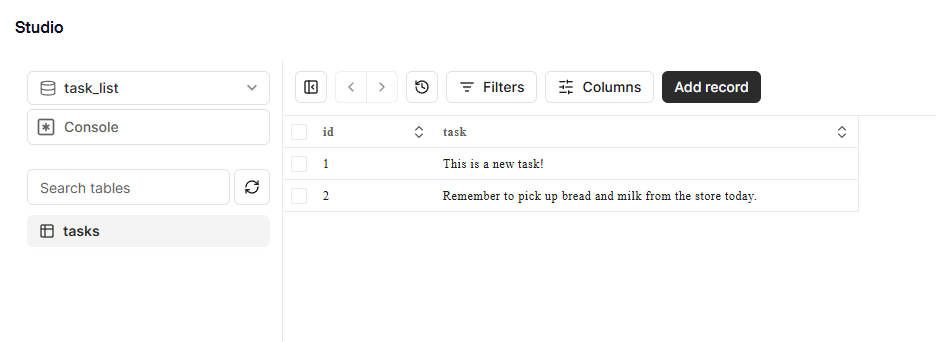 Studio
task_list
Console
Search tables
tasks
Filters
Columns
Add record
id task
1 This is a new task!
2 Remember to pick up bread and milk from the store today.